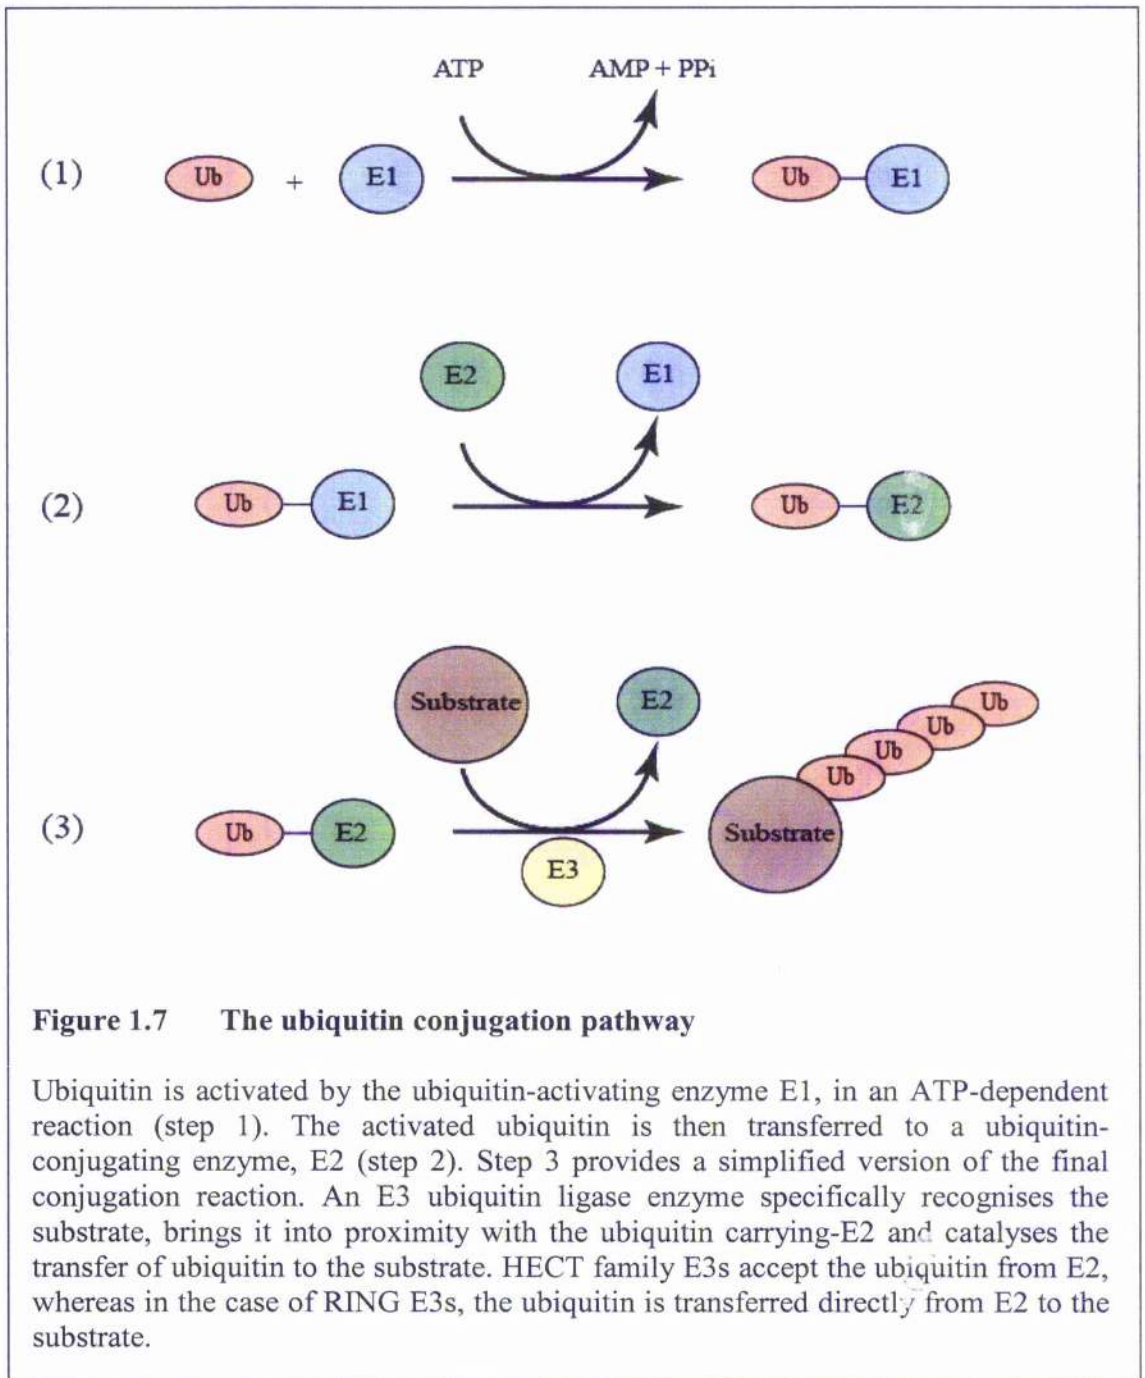 ATP AMP + PPi
(1) Ub + E1 Ub E1
E2 E1
(2) Ub E1 Ub E2
Substrate E2 Ub
Ub
Ub
Ub
(3) Ub E2 Substrate
E3
Figure 1.7 The ubiquitin conjugation pathway
Ubiquitin is activated by the ubiquitin-activating enzyme E1, in an ATP-dependent
reaction (step 1). The activated ubiquitin is then transferred to a ubiquitin-
conjugating enzyme, E2 (step 2). Step 3 provides a simplified version of the final
conjugation reaction. An E3 ubiquitin ligase enzyme specifically recognises the
substrate, brings it into proximity with the ubiquitin carrying-E2 and catalyses the
transfer of ubiquitin to the substrate. HECT family E3s accept the ubiquitin from E2,
whereas in the case of RING E3s, the ubiquitin is transferred directly from E2 to the
substrate.